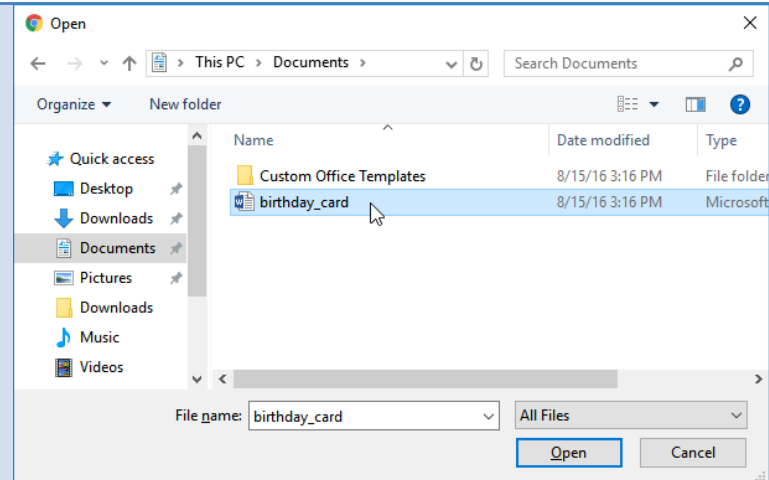 Open
This PC > Documents >
Search Documents
Organize
New folder
Name
Date modified
Type
Quick access
Desktop
Downloads
Documents
Pictures
Downloads
Music
Videos
Custom Office Templates 8/15/16 3:16 PM File folder
birthday_card 8/15/16 3:16 PM Microsoft
File name: birthday_card
All Files
Open
Cancel